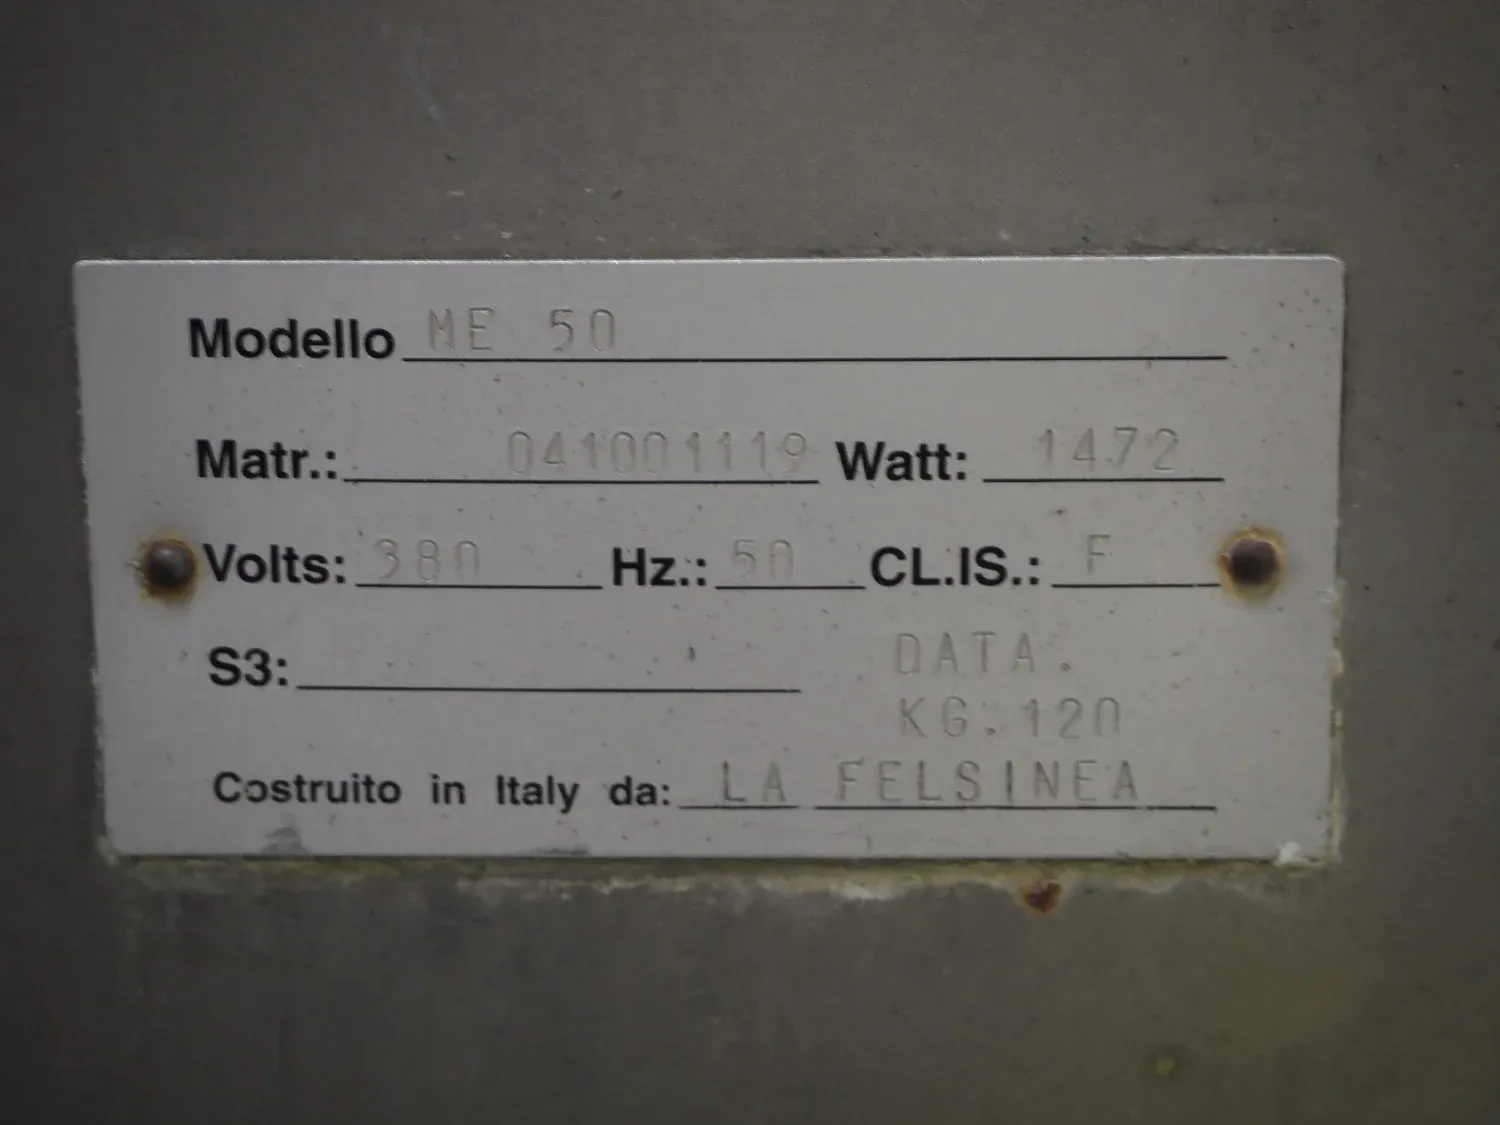 Modello ME 50
Matr.: 041001119 Watt: 1472
Volts: 380 Hz.: 50 CL.IS.: F
S3: DATA.
KG. 120
Costruito in Italy da: LA FELSINEA